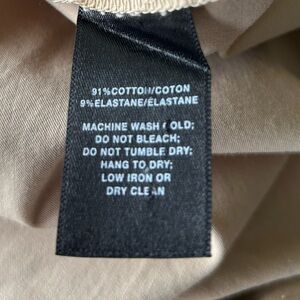 91%COTTON/COTON
9%ELASTANE/ÉLASTANE
MACHINE WASH COLD;
DO NOT BLEACH;
DO NOT TUMBLE DRY;
HANG TO DRY;
LOW IRON OR
DRY CLEAN